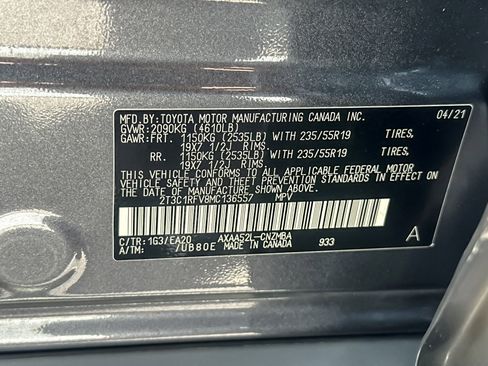 MFD.BY:TOYOTA MOTOR MANUFACTURING CANADA INC. 04/21
GVWR:2090KG (4610LB)
GAWR:FRT. 1150KG (2535LB) WITH 235/55R19 TIRES,
19X7 1/2J RIMS.
RR. 1150KG (2535LB) WITH 235/55R19 TIRES,
19X7 1/2J RIMS.
THIS VEHICLE CONFORMS TO ALL APPLICABLE FEDERAL MOTOR
VEHICLE SAFETY AND THEFT PREVENTION STANDARDS IN EFFECT ON
THE DATE OF MANUFACTURE SHOWN ABOVE.
2T3C1RFV8MC136557 MPV
C/TR:1G3/EA20 AXAA52L-CNZMBA A
A/TM: /UB80E MADE IN CANADA 933